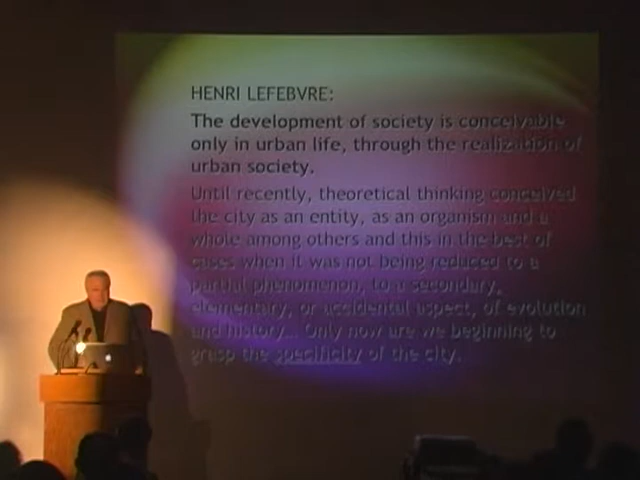 HENRI LEFEBVRE:
The development of society is conceivable
only in urban life, through the realization of
urban society.
Until recently, theoretical thinking conceived
the city as an entity, as an organism and a
whole among others and this in the best of
cases when it was not being reduced to a
partial phenomenon, to a secondary,
elementary, or accidental aspect, of evolution
and history... Only now are we beginning to
grasp the specificity of the city.